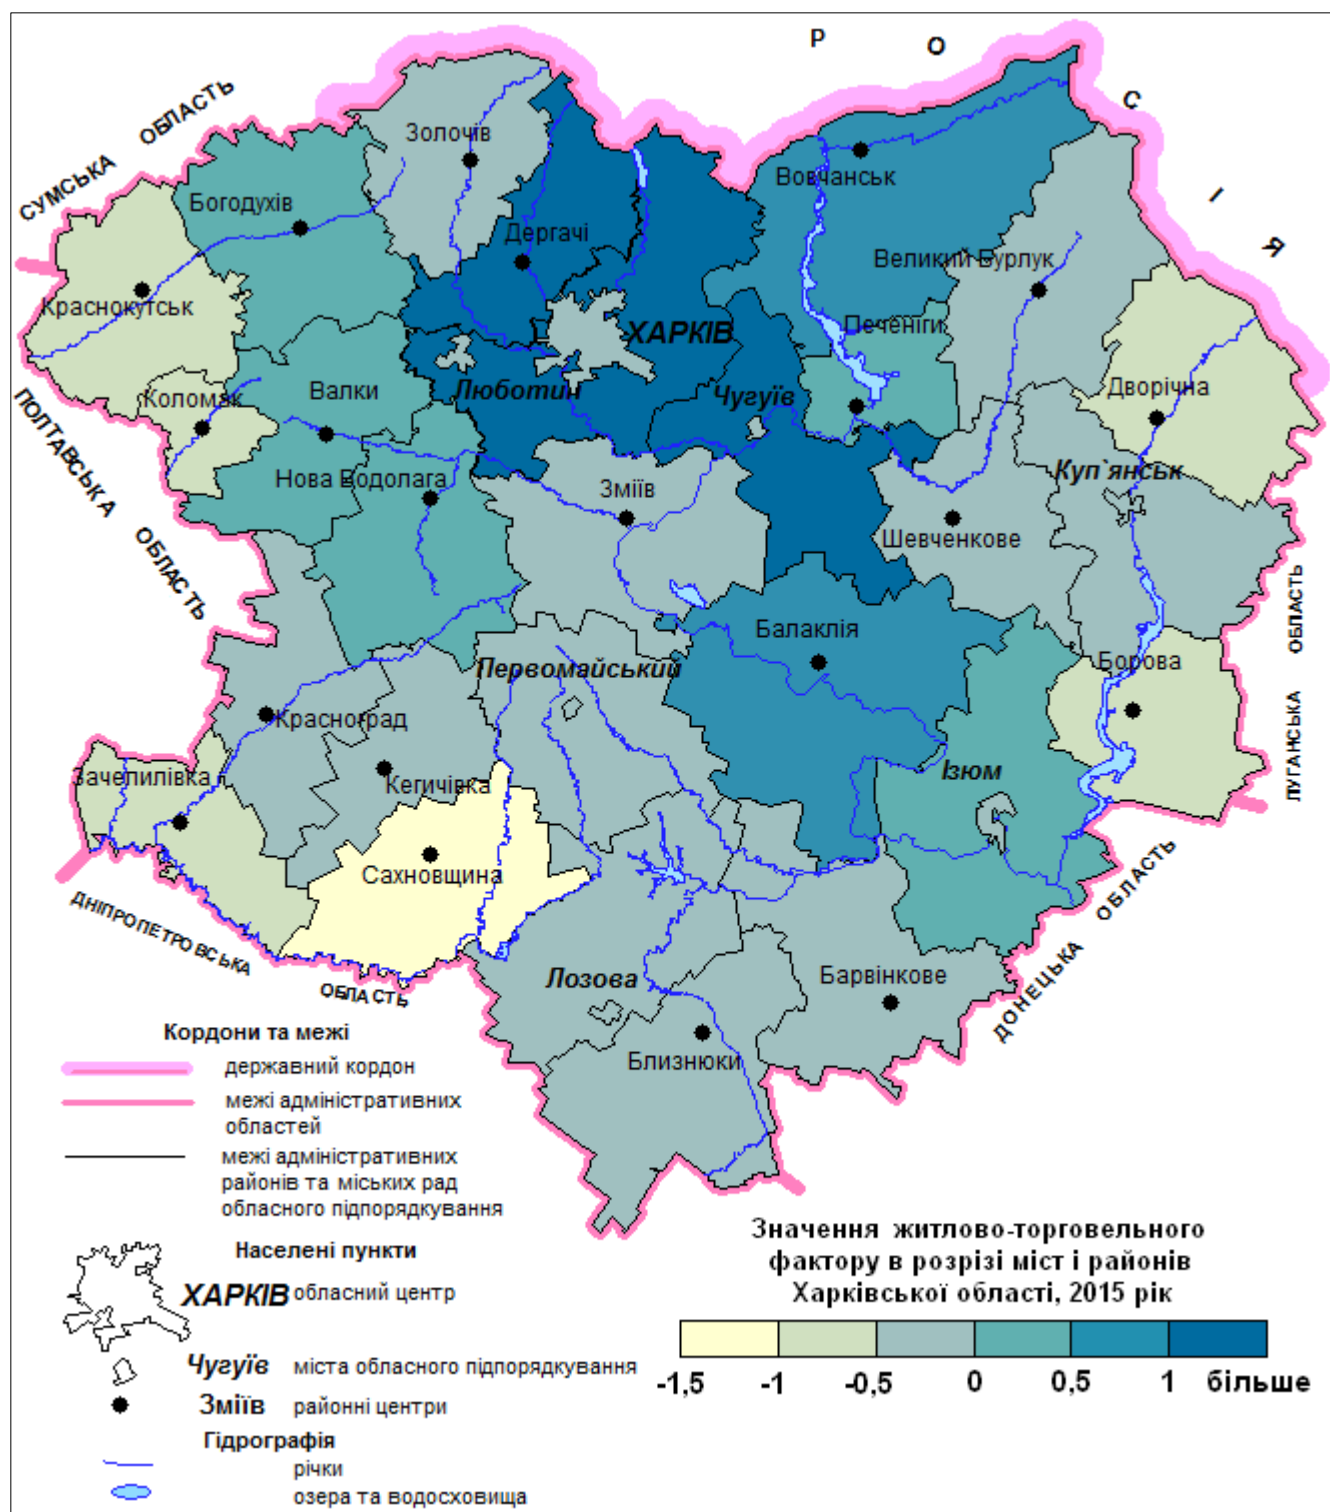 РОСІЯ
СУМСЬКА ОБЛАСТЬ
Золочів
Вовчанськ
Богодухів
Дергачі
Великий Бурлук
Краснокутськ
ХАРКІВ
Печеніги
Валки
Люботин
Чугуїв
Дворічна
Коломак
ПОЛТАВСЬКА ОБЛАСТЬ
Нова Водолага
Зміїв
Куп`янськ
Шевченкове
Балаклія
ЛУГАНСЬКА ОБЛАСТЬ
Первомайський
Борова
Красноград
Зачепилівка
Кегичівка
Ізюм
Сахновщина
ДНІПРОПЕТРОВСЬКА ОБЛАСТЬ
Лозова
Барвінкове
ДОНЕЦЬКА ОБЛАСТЬ
Близнюки
Кордони та межі
державний кордон
межі адміністративних
областей
межі адміністративних
районів та міських рад
обласного підпорядкування
Населені пункти
ХАРКІВ обласний центр
Чугуїв міста обласного підпорядкування
Зміїв районні центри
Гідрографія
річки
озера та водосховища
Значення житлово-торговельного
фактору в розрізі міст і районів
Харківської області, 2015 рік
-1,5 -1 -0,5 0 0,5 1 більше